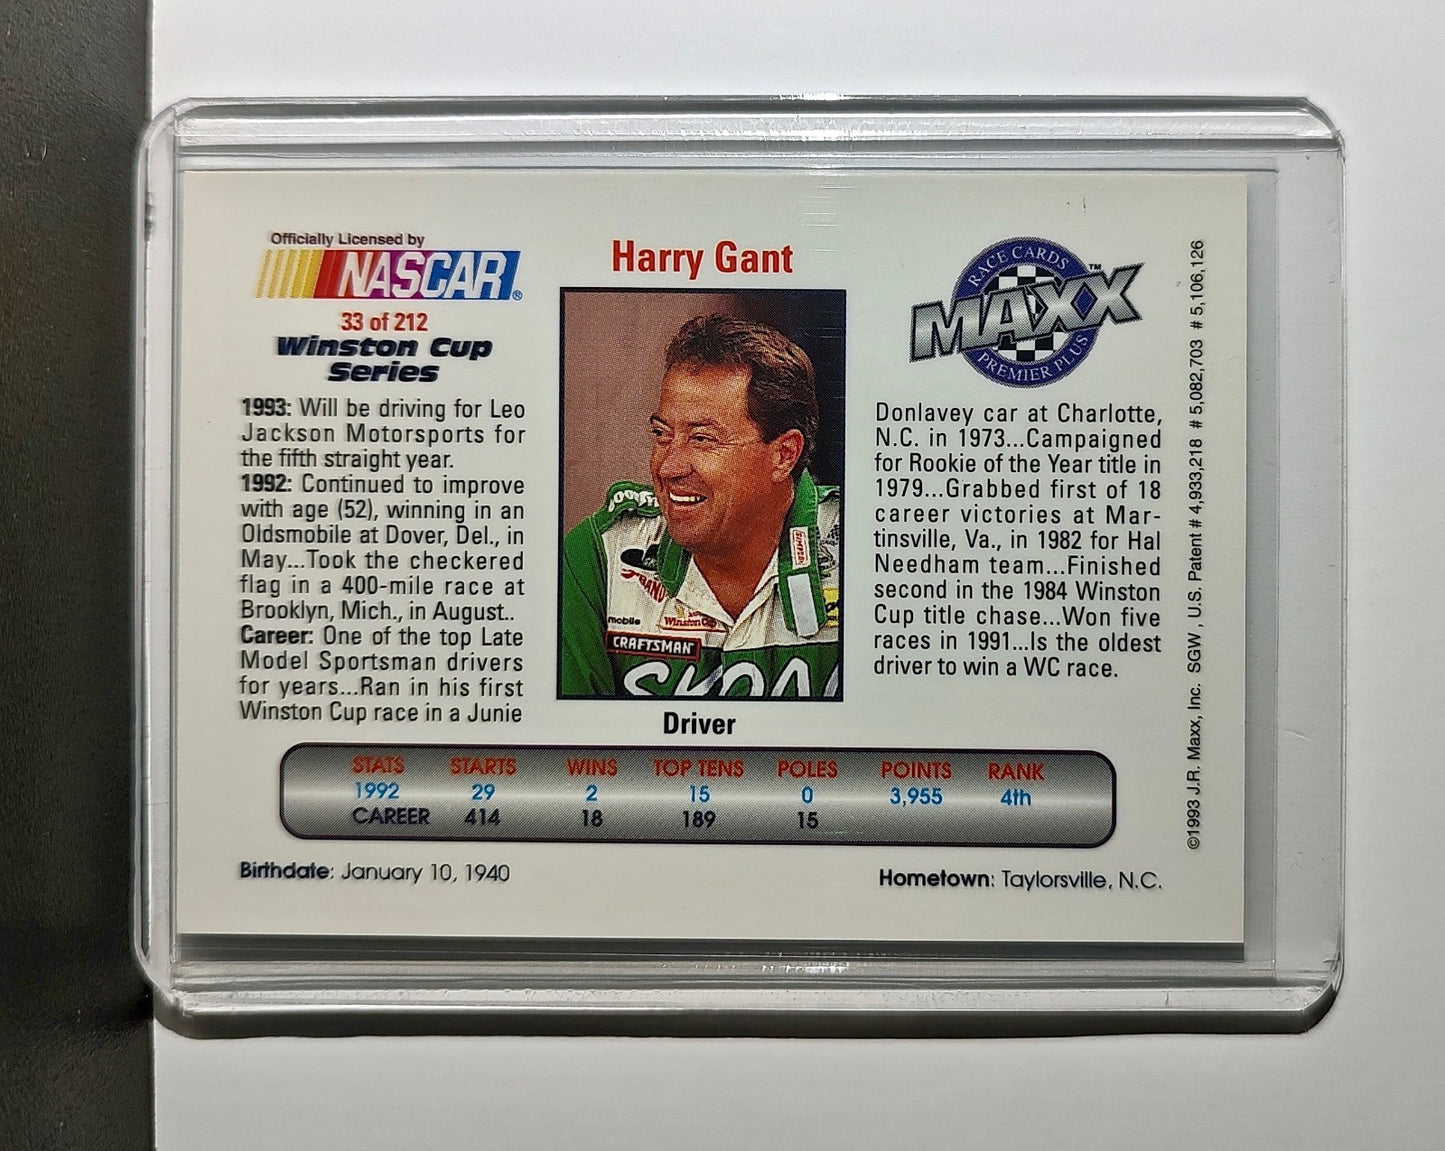 Officially Licensed by
NASCAR®
33 of 212
Winston Cup
Series
1993: Will be driving for Leo
Jackson Motorsports for
the fifth straight year.
1992: Continued to improve
with age (52), winning in an
Oldsmobile at Dover, Del., in
May...Took the checkered
flag in a 400-mile race at
Brooklyn, Mich., in August..
Career: One of the top Late
Model Sportsman drivers
for years...Ran in his first
Winston Cup race in a Junie
Harry Gant
GOODYEAR
mobile
Winston Cup
CRAFTSMAN
SKOAL
Driver
RACE CARDS
MAXX™
PREMIER PLUS
Donlavey car at Charlotte,
N.C. in 1973...Campaigned
for Rookie of the Year title in
1979...Grabbed first of 18
career victories at Mar-
tinsville, Va., in 1982 for Hal
Needham team...Finished
second in the 1984 Winston
Cup title chase...Won five
races in 1991...Is the oldest
driver to win a WC race.
STATS STARTS WINS TOP TENS POLES POINTS RANK
1992 29 2 15 0 3,955 4th
CAREER 414 18 189 15
Birthdate: January 10, 1940
Hometown: Taylorsville, N.C.
©1993 J.R. Maxx, Inc. SGW , U.S. Patent # 4,933,218 # 5,082,703 # 5,106,126